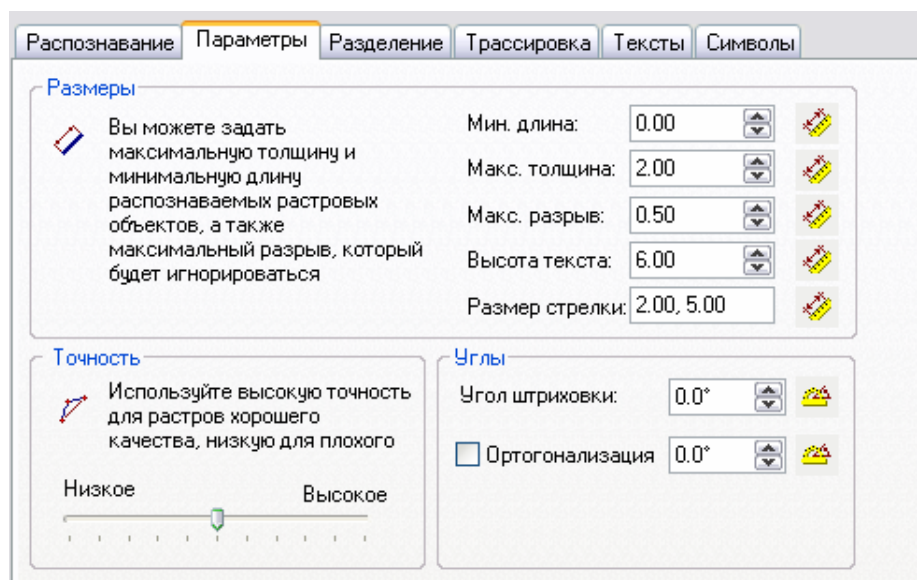 Распознавание Параметры Разделение Трассировка Тексты Символы
Размеры
Вы можете задать
максимальную толщину и
минимальную длину
распознаваемых растровых
объектов, а также
максимальный разрыв, который
будет игнорироваться
Мин. длина: 0.00
Макс. толщина: 2.00
Макс. разрыв: 0.50
Высота текста: 6.00
Размер стрелки: 2.00, 5.00
Точность
Используйте высокую точность
для растров хорошего
качества, низкую для плохого
Низкое Высокое
Углы
Угол штриховки: 0.0°
Ортогонализация 0.0°